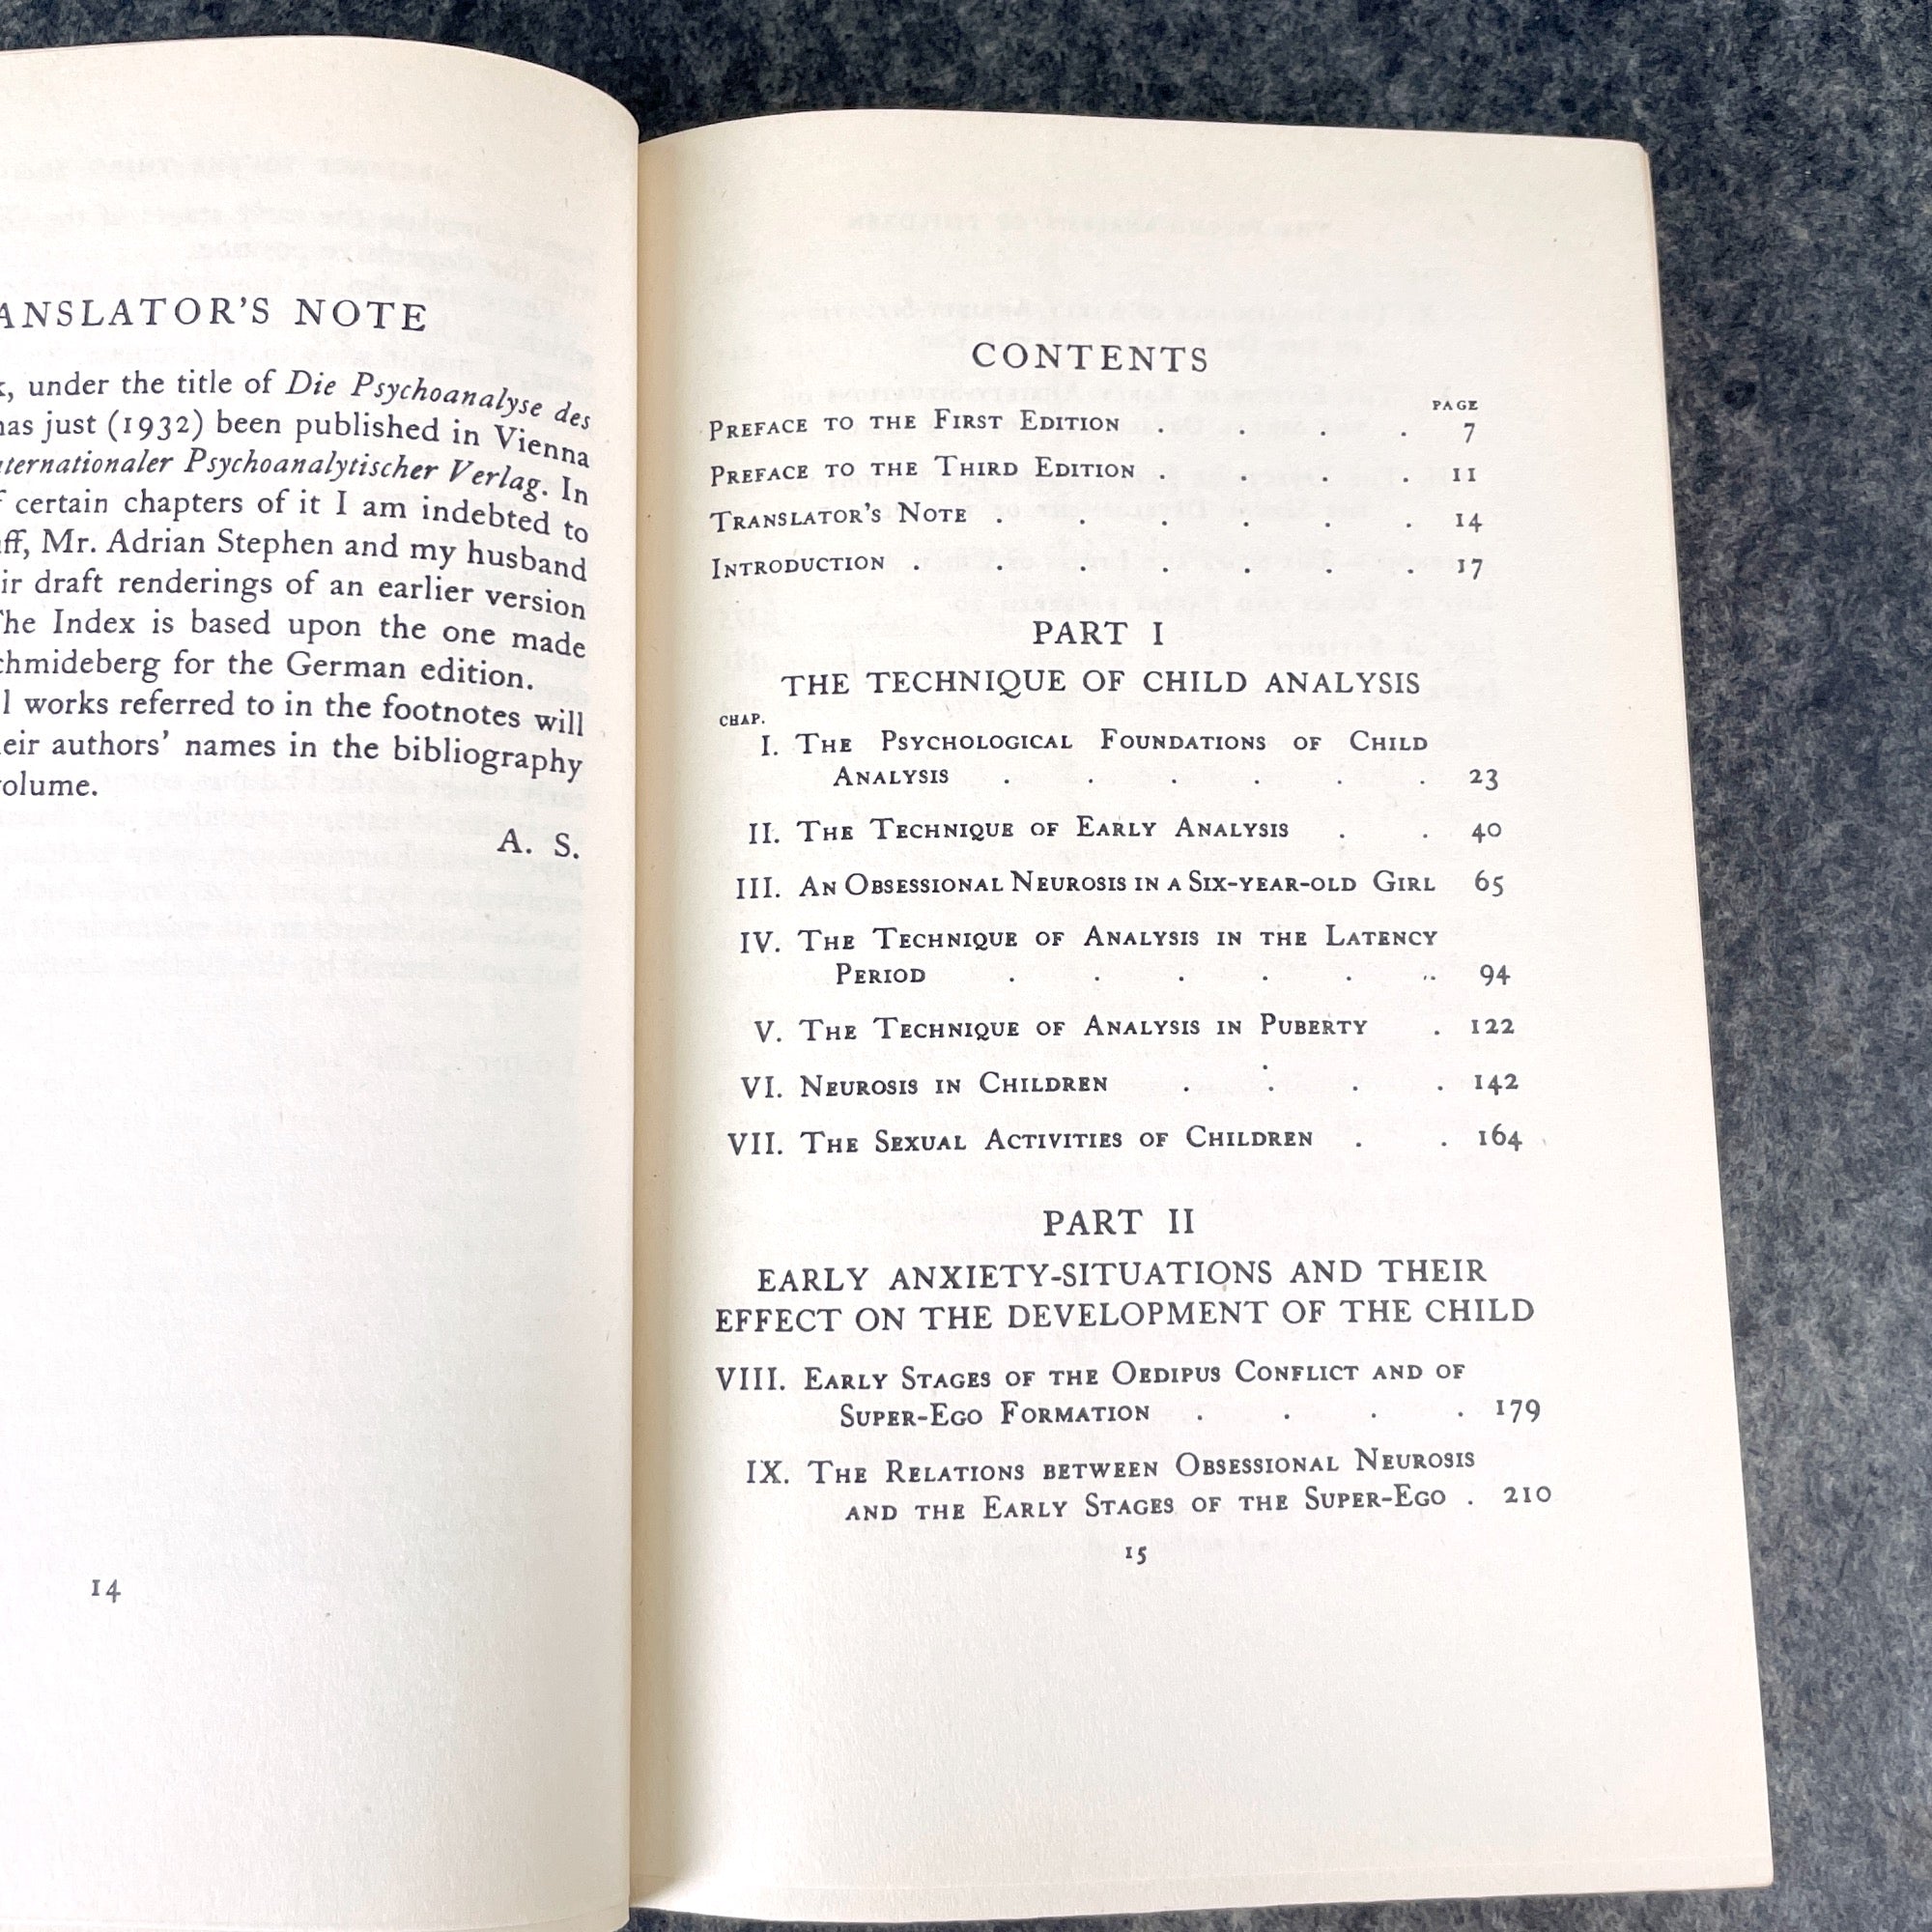 TRANSLATOR'S NOTE
under the title of Die Psychoanalyse des
has just (1932) been published in Vienna
Internationaler Psychoanalytischer Verlag. In
certain chapters of it I am indebted to
Mr. Adrian Stephen and my husband
draft renderings of an earlier version
The Index is based upon the one made
Schmideberg for the German edition.
works referred to in the footnotes will
their authors' names in the bibliography
volume.
A. S.
14
CONTENTS
PAGE
PREFACE TO THE FIRST EDITION . . . . 7
PREFACE TO THE THIRD EDITION . . . . 11
TRANSLATOR'S NOTE . . . . . . 14
INTRODUCTION . . . . . . 17
PART I
THE TECHNIQUE OF CHILD ANALYSIS
CHAP.
I. THE PSYCHOLOGICAL FOUNDATIONS OF CHILD
ANALYSIS . . . . . . 23
II. THE TECHNIQUE OF EARLY ANALYSIS . . 40
III. AN OBSESSIONAL NEUROSIS IN A SIX-YEAR-OLD GIRL 65
IV. THE TECHNIQUE OF ANALYSIS IN THE LATENCY
PERIOD . . . . . . 94
V. THE TECHNIQUE OF ANALYSIS IN PUBERTY . 122
VI. NEUROSIS IN CHILDREN . . . . 142
VII. THE SEXUAL ACTIVITIES OF CHILDREN . . 164
PART II
EARLY ANXIETY-SITUATIONS AND THEIR
EFFECT ON THE DEVELOPMENT OF THE CHILD
VIII. EARLY STAGES OF THE OEDIPUS CONFLICT AND OF
SUPER-EGO FORMATION . . . . 179
IX. THE RELATIONS BETWEEN OBSESSIONAL NEUROSIS
AND THE EARLY STAGES OF THE SUPER-EGO . 210
15